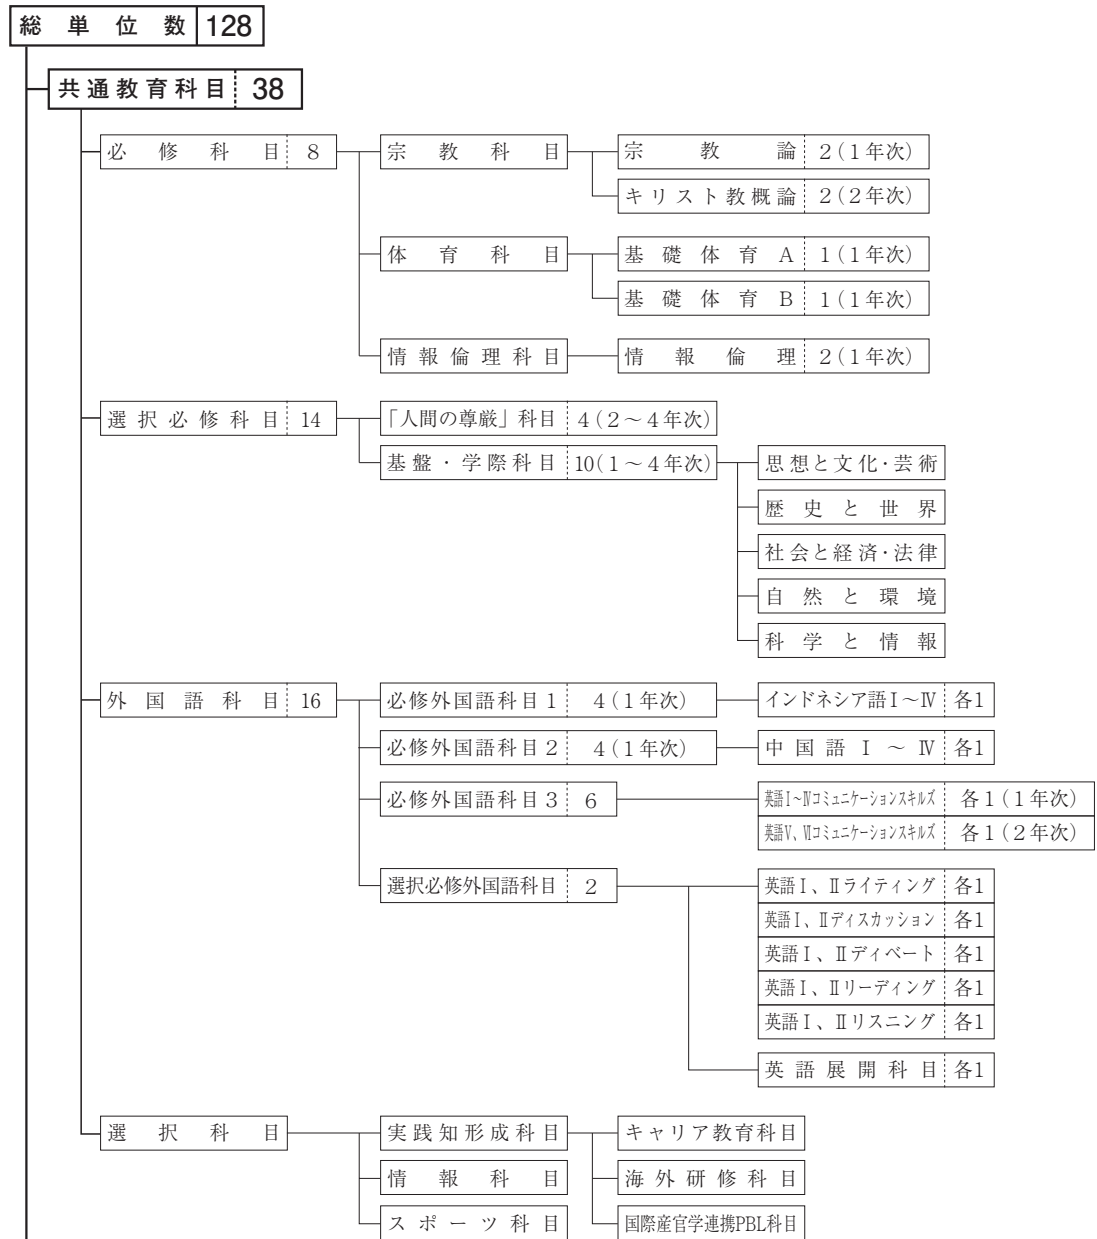 総単位数 128
共通教育科目 38
必修科目 8 宗教科目 宗教論 2(1年次)
キリスト教概論 2(2年次)
体育科目 基礎体育A 1(1年次)
基礎体育B 1(1年次)
情報倫理科目 情報倫理 2(1年次)
選択必修科目 14 「人間の尊厳」科目 4(2～4年次)
基盤・学際科目 10(1～4年次) 思想と文化・芸術
歴史と世界
社会と経済・法律
自然と環境
科学と情報
外国語科目 16 必修外国語科目1 4(1年次) インドネシア語Ⅰ～Ⅳ 各1
必修外国語科目2 4(1年次) 中国語Ⅰ～Ⅳ 各1
必修外国語科目3 6 英語Ⅰ~Ⅳコミュニケーションスキルズ 各1(1年次)
英語Ⅴ、Ⅵコミュニケーションスキルズ 各1(2年次)
選択必修外国語科目 2 英語Ⅰ、Ⅱライティング 各1
英語Ⅰ、Ⅱディスカッション 各1
英語Ⅰ、Ⅱディベート 各1
英語Ⅰ、Ⅱリーディング 各1
英語Ⅰ、Ⅱリスニング 各1
英語展開科目 各1
選択科目 実践知形成科目 キャリア教育科目
情報科目 海外研修科目
スポーツ科目 国際産官学連携PBL科目